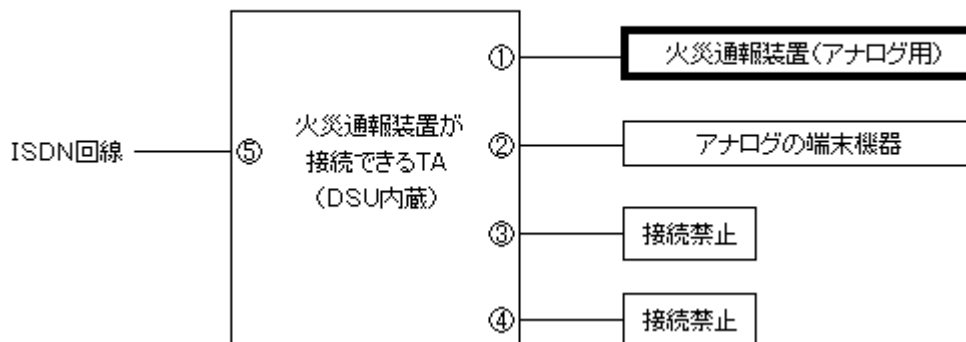 ① 火災通報装置(アナログ用)
ISDN回線 ⑤ 火災通報装置が
接続できるTA
(DSU内蔵)
② アナログの端末機器
③ 接続禁止
④ 接続禁止